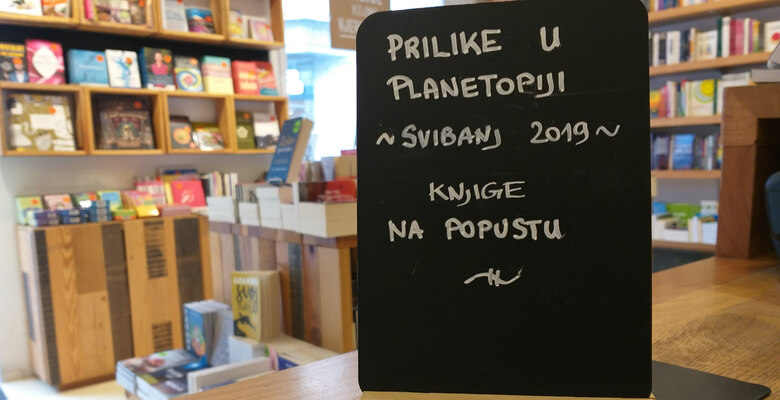 PRILIKE U
PLANETOPIJI
~ SVIBANJ 2019 ~
KNJIGE
NA POPUSTU